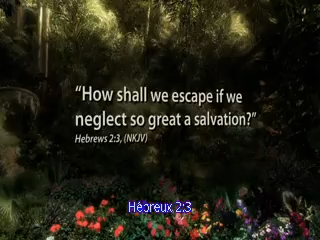 “How shall we escape if we
neglect so great a salvation?”
Hebrews 2:3, (NKJV)
Hébreux 2:3